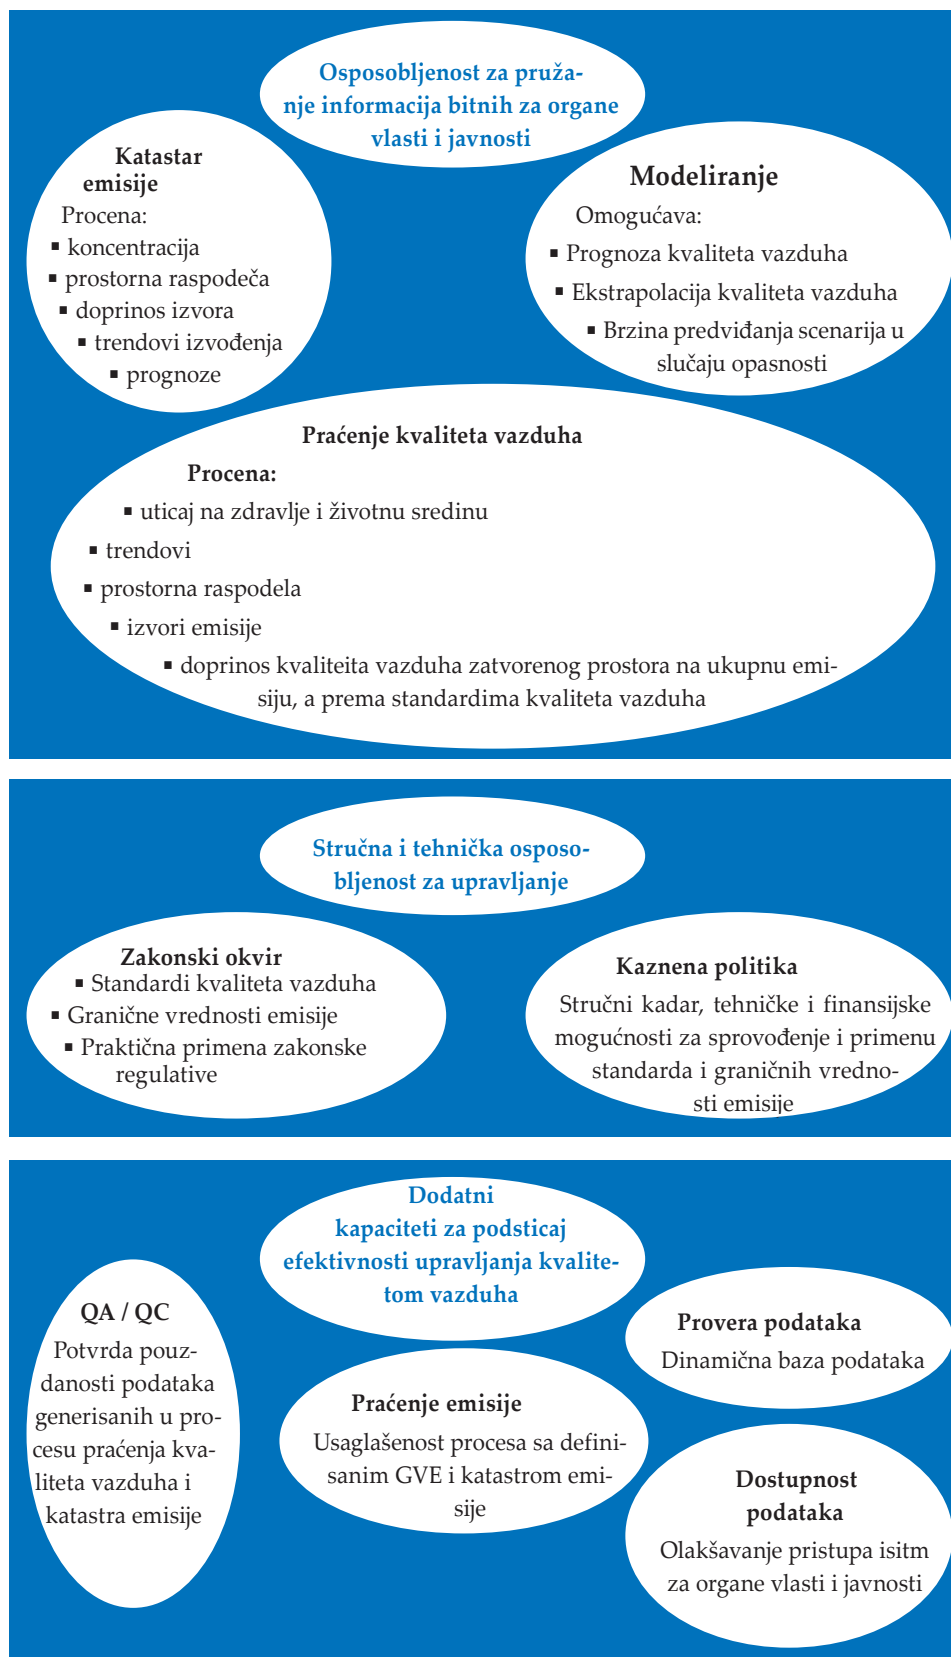 Osposobljenost za pruža-
nje informacija bitnih za organe
vlasti i javnosti
Katastar
emisije
Procena:
▪ koncentracija
▪ prostorna raspodeča
▪ doprinos izvora
▪ trendovi izvođenja
▪ prognoze
Modeliranje
Omogućava:
▪ Prognoza kvaliteta vazduha
▪ Ekstrapolacija kvaliteta vazduha
▪ Brzina predviđanja scenarija u
slučaju opasnosti
Praćenje kvaliteta vazduha
Procena:
▪ uticaj na zdravlje i životnu sredinu
▪ trendovi
▪ prostorna raspodela
▪ izvori emisije
▪ doprinos kvaliteita vazduha zatvorenog prostora na ukupnu emi-
siju, a prema standardima kvaliteta vazduha
Stručna i tehnička osposo-
bljenost za upravljanje
Zakonski okvir
▪ Standardi kvaliteta vazduha
▪ Granične vrednosti emisije
▪ Praktična primena zakonske
regulative
Kaznena politika
Stručni kadar, tehničke i finansijske
mogućnosti za sprovođenje i primenu
standarda i graničnih vredno-
sti emisije
Dodatni
kapaciteti za podsticaj
efektivnosti upravljanja kvalite-
tom vazduha
QA / QC
Potvrda pouz-
danosti podataka
generisanih u pro-
cesu praćenja kva-
liteta vazduha i
katastra emisije
Praćenje emisije
Usaglašenost procesa sa defini-
sanim GVE i katastrom emi-
sije
Provera podataka
Dinamična baza podataka
Dostupnost
podataka
Olakšavanje pristupa isitm
za organe vlasti i javnosti